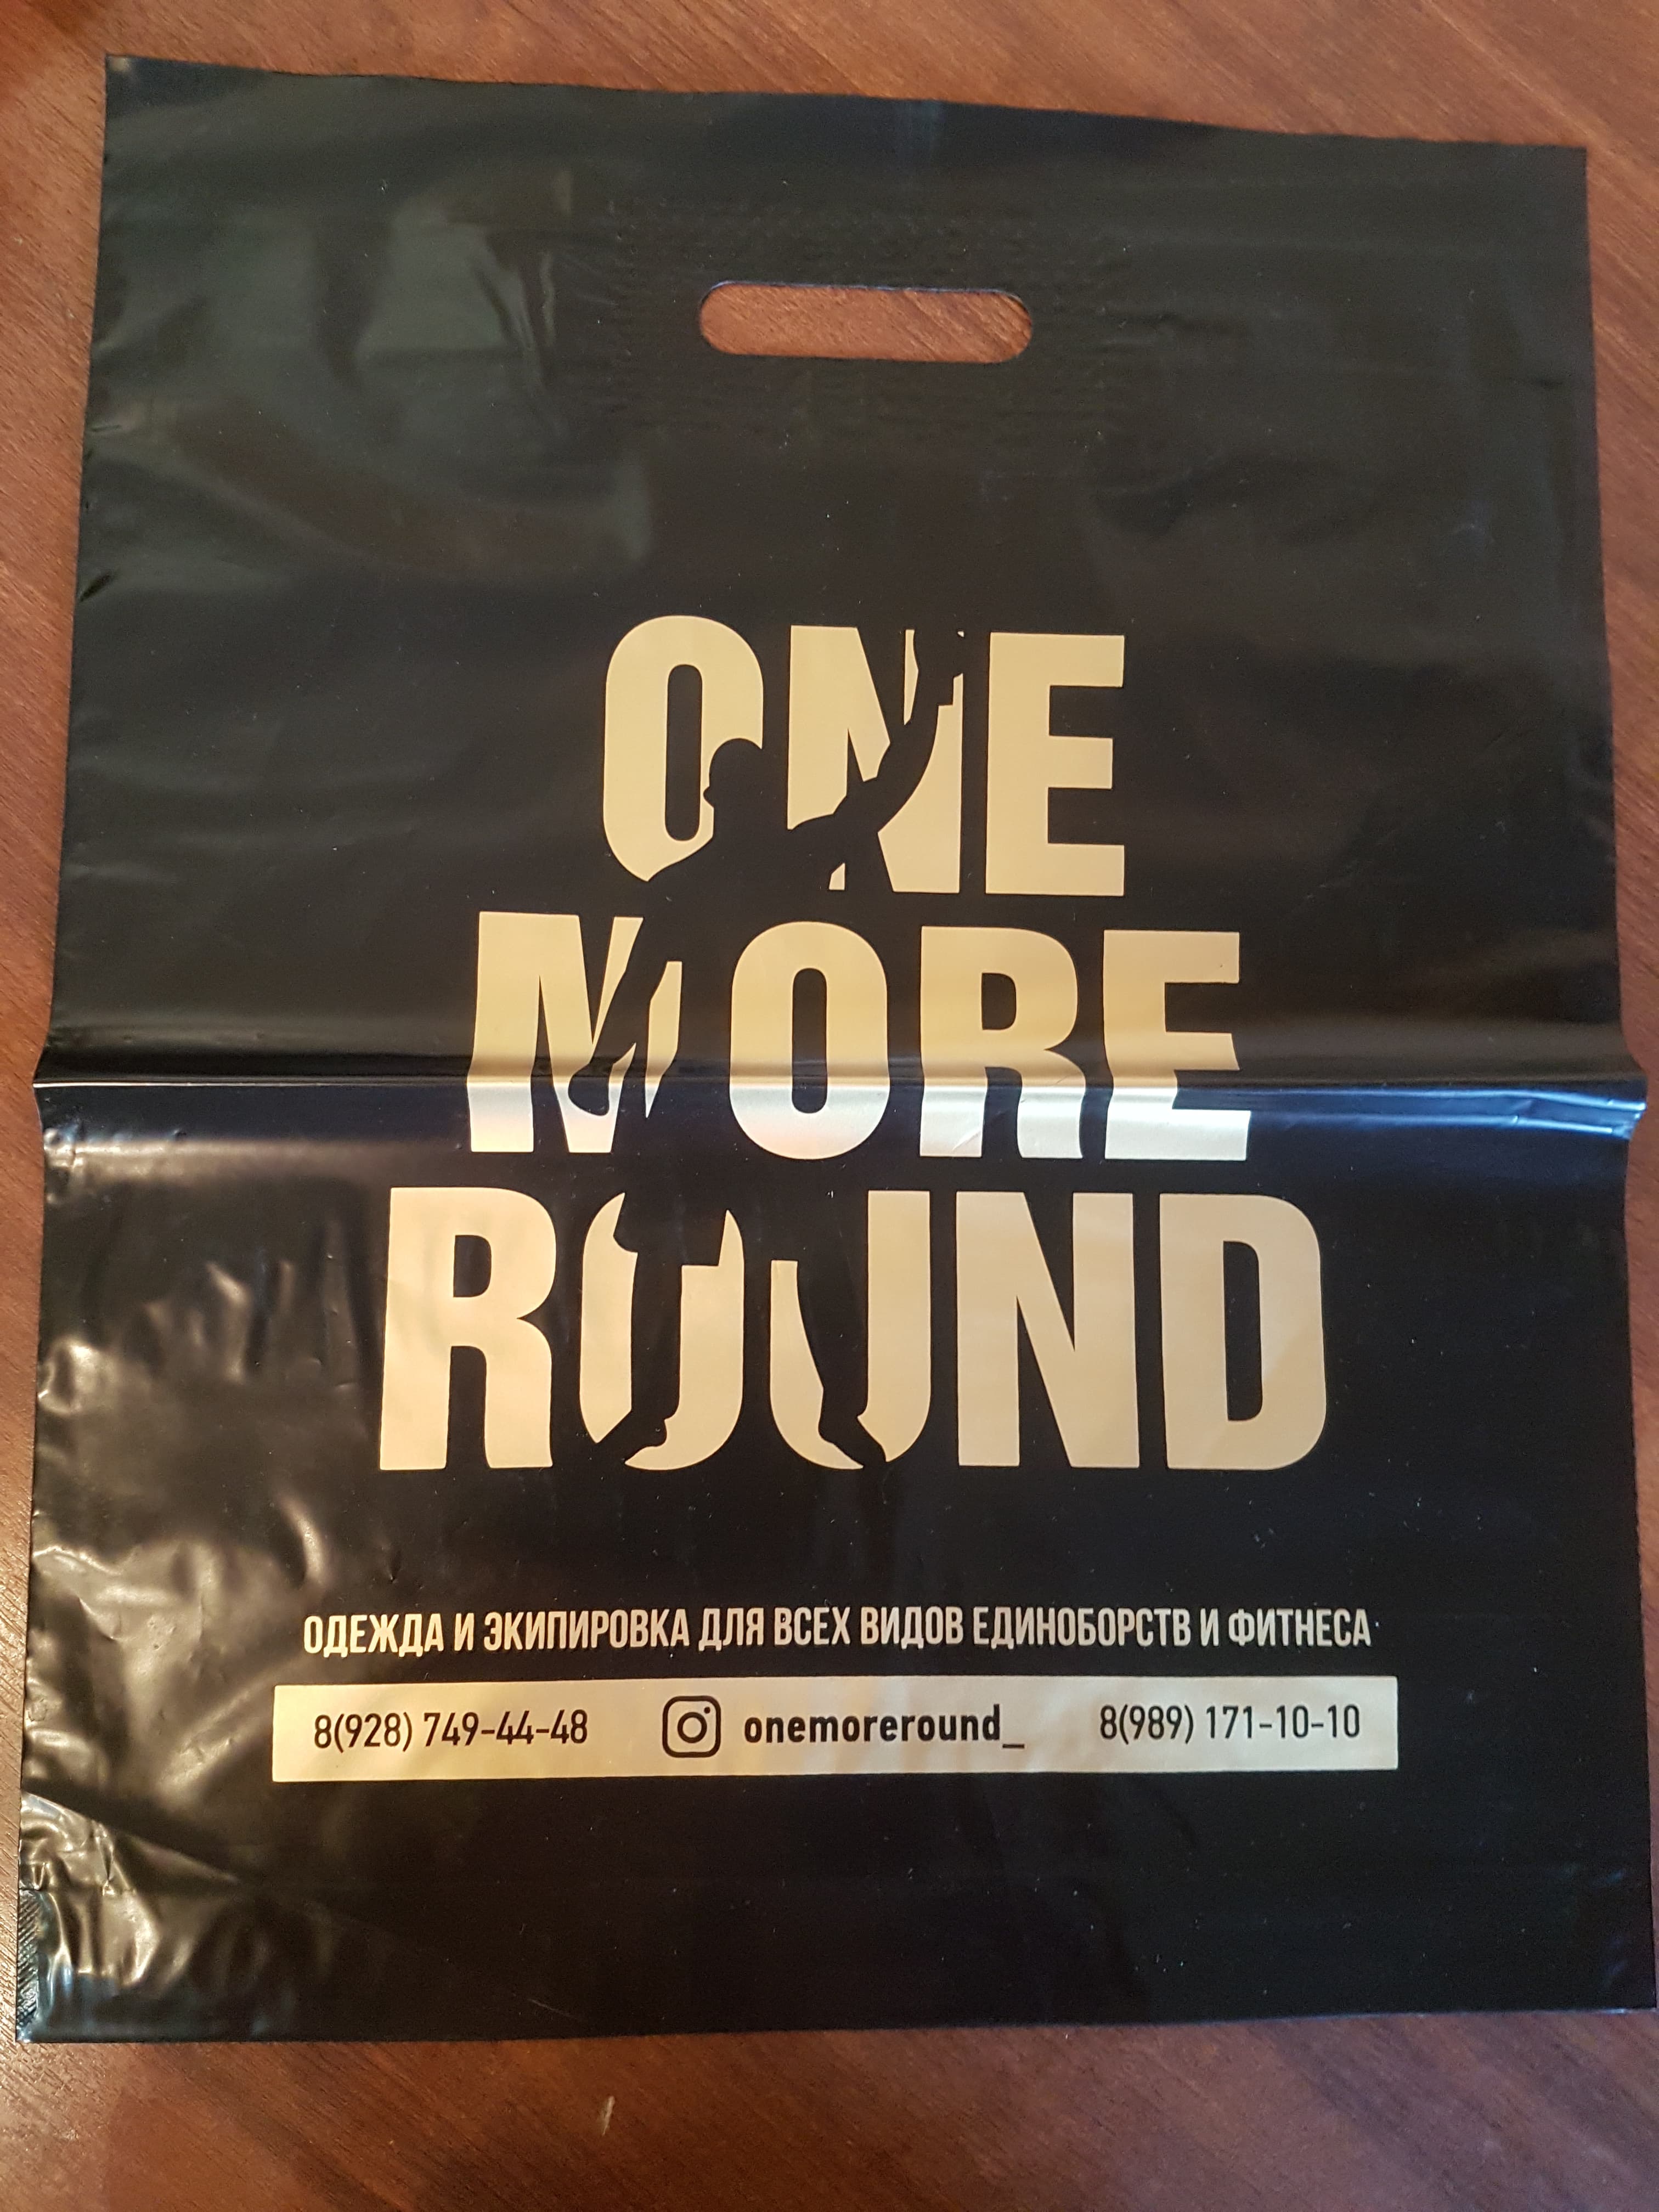 ONE
MORE
ROUND
ОДЕЖДА И ЭКИПИРОВКА ДЛЯ ВСЕХ ВИДОВ ЕДИНОБОРСТВ И ФИТНЕСА
8(928) 749-44-48 onemoreround_ 8(989) 171-10-10